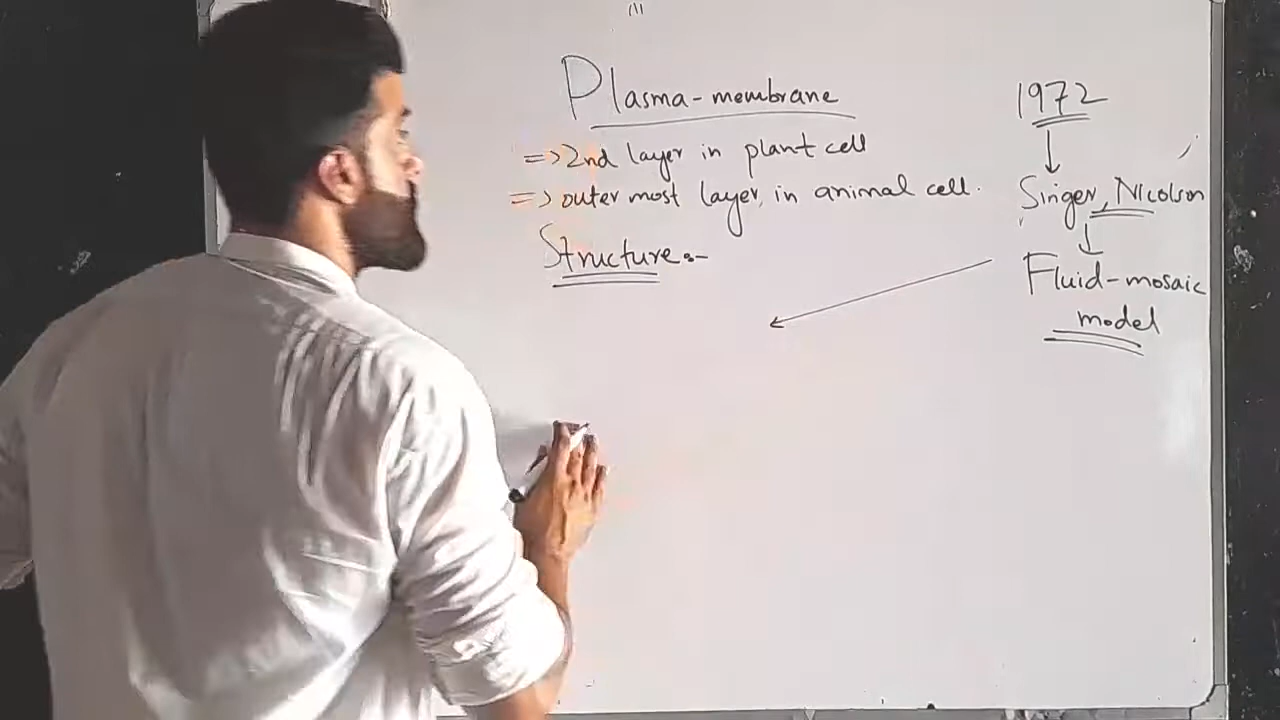 Plasma-membrane
=> 2nd layer in plant cell
=> outer most layer, in animal cell.
Structure:-
1972
↓
Singer, Nicolson
↓
Fluid-mosaic
model